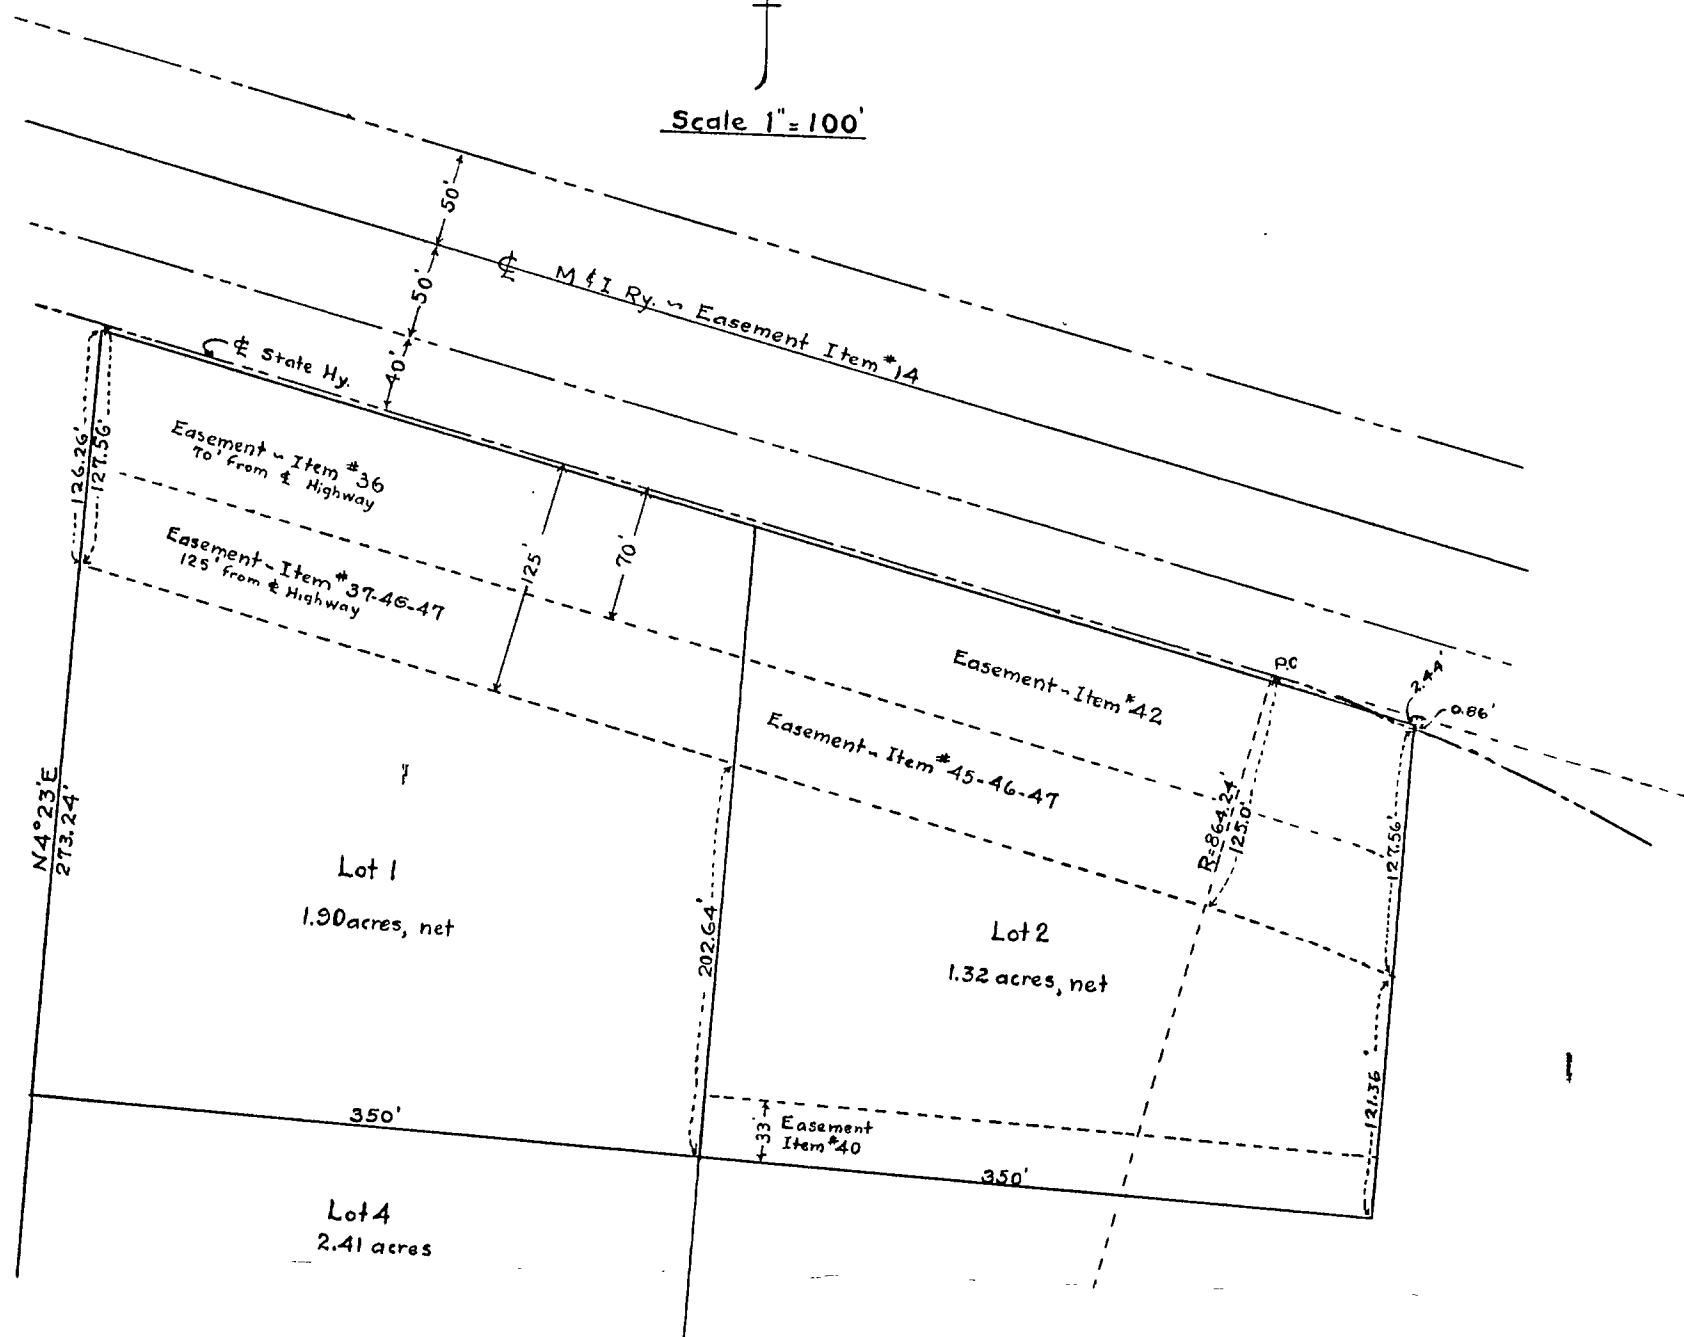 Scale 1"=100'
50'
50'
40'
℄ M & I Ry. ~ Easement Item #14
℄ State Hy.
126.26'
127.56'
Easement ~ Item #36
70' from ℄ Highway
Easement ~ Item #37-46-47
125' from ℄ Highway
125'
70'
Easement ~ Item #42
P.C
2.44'
0.86'
Easement ~ Item #45-46-47
R=864.24'
125.0'
127.56'
N4°23'E
273.24'
Lot 1
1.90 acres, net
202.64'
Lot 2
1.32 acres, net
121.36'
350'
33'
Easement
Item #40
350'
Lot 4
2.41 acres